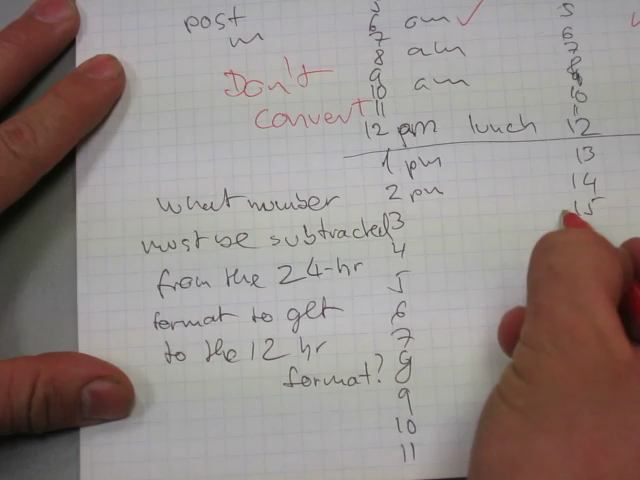 post
m
5
6 am ✓
7
8 am
9
10 am
11
12 pm lunch 12
Don't
Convert
5
6
7
8
9
10
11
1 pm 13
2 pm 14
3 15
4
5
6
7
8
9
10
11
what number
must be subtracted
from the 24-hr
format to get
to the 12 hr
format?